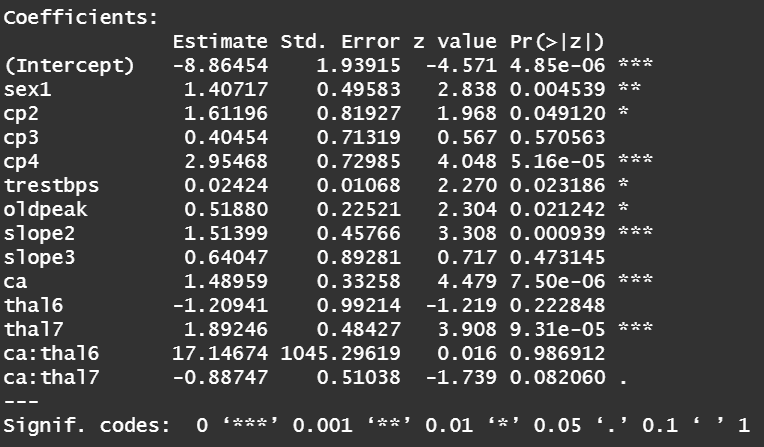 Coefficients:
              Estimate Std. Error z value Pr(>|z|)
(Intercept)   -8.86454    1.93915  -4.571 4.85e-06 ***
sex1           1.40717    0.49583   2.838 0.004539 **
cp2            1.61196    0.81927   1.968 0.049120 *
cp3            0.40454    0.71319   0.567 0.570563
cp4            2.95468    0.72985   4.048 5.16e-05 ***
trestbps       0.02424    0.01068   2.270 0.023186 *
oldpeak        0.51880    0.22521   2.304 0.021242 *
slope2         1.51399    0.45766   3.308 0.000939 ***
slope3         0.64047    0.89281   0.717 0.473145
ca             1.48959    0.33258   4.479 7.50e-06 ***
thal6         -1.20941    0.99214  -1.219 0.222848
thal7          1.89246    0.48427   3.908 9.31e-05 ***
ca:thal6      17.14674 1045.29619   0.016 0.986912
ca:thal7      -0.88747    0.51038  -1.739 0.082060 .
---
Signif. codes:  0 ‘***’ 0.001 ‘**’ 0.01 ‘*’ 0.05 ‘.’ 0.1 ‘ ’ 1